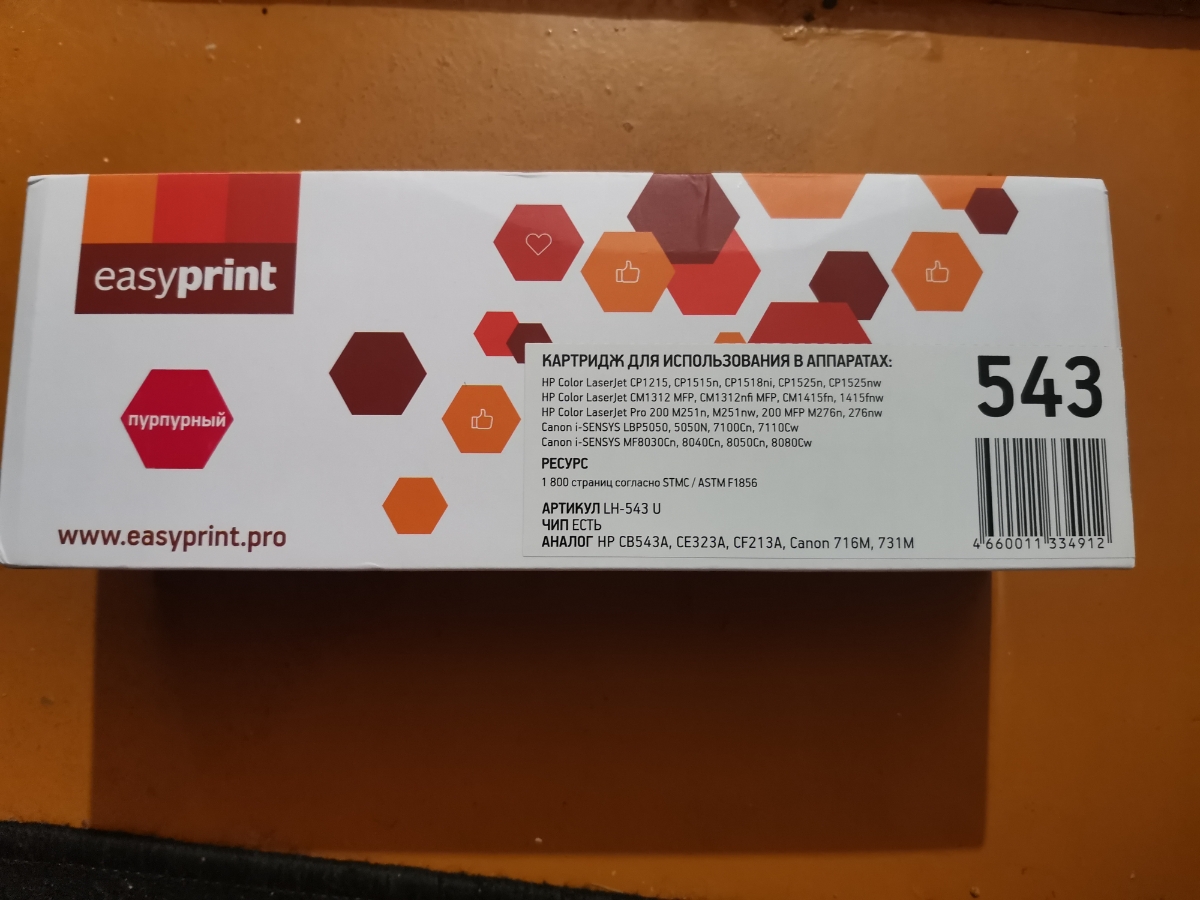 easyprint
пурпурный
www.easyprint.pro
КАРТРИДЖ ДЛЯ ИСПОЛЬЗОВАНИЯ В АППАРАТАХ:
HP Color LaserJet CP1215, CP1515n, CP1518ni, CP1525n, CP1525nw
HP Color LaserJet CM1312 MFP, CM1312nfi MFP, CM1415fn, 1415fnw
HP Color LaserJet Pro 200 M251n, M251nw, 200 MFP M276n, 276nw
Canon i-SENSYS LBP5050, 5050N, 7100Cn, 7110Cw
Canon i-SENSYS MF8030Cn, 8040Cn, 8050Cn, 8080Cw
РЕСУРС
1 800 страниц согласно STMC / ASTM F1856
АРТИКУЛ LH-543 U
ЧИП ЕСТЬ
АНАЛОГ HP CB543A, CE323A, CF213A, Canon 716M, 731M
543
4 660011 334912